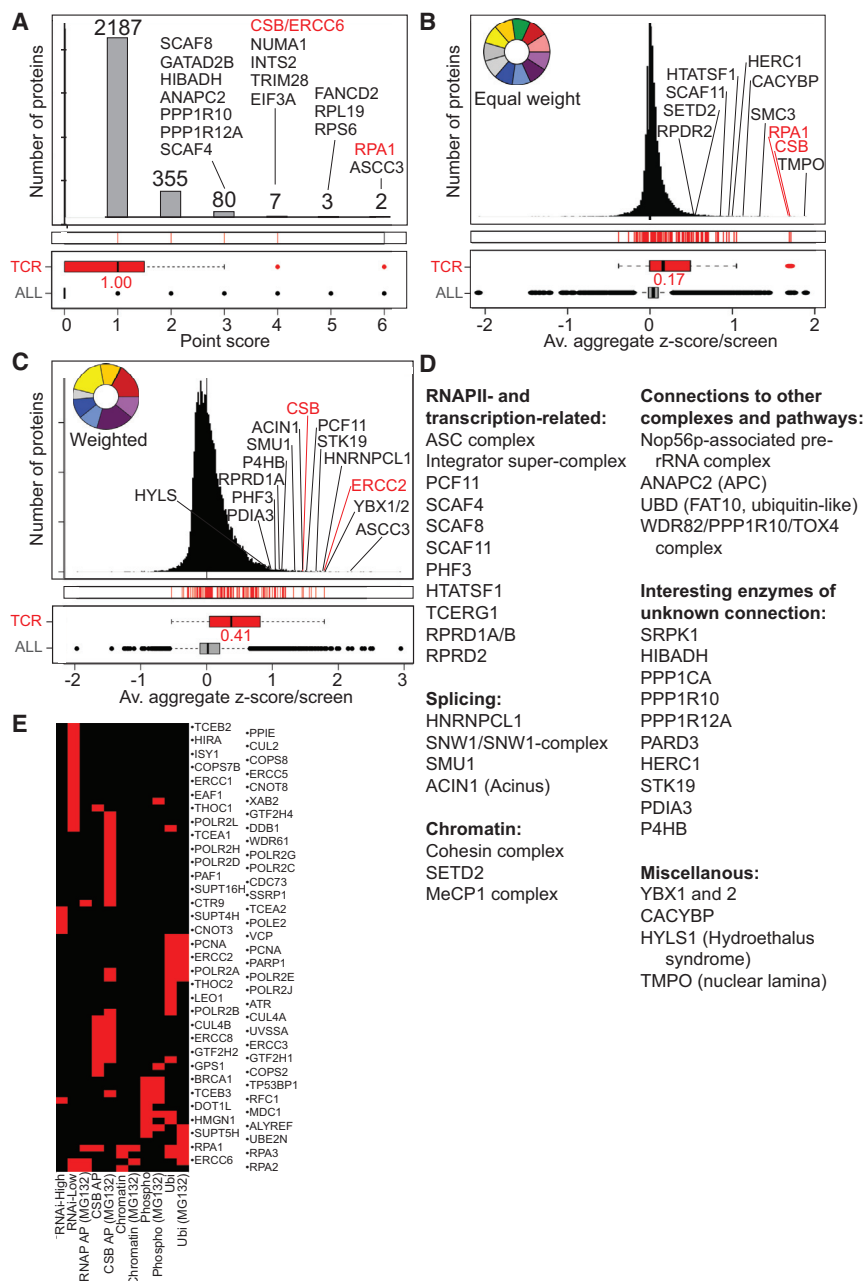 A
Number of proteins
2187
355
80
7
3
2
SCAF8
GATAD2B
HIBADH
ANAPC2
PPP1R10
PPP1R12A
SCAF4
CSB/ERCC6
NUMA1
INTS2
TRIM28
EIF3A
FANCD2
RPL19
RPS6
RPA1
ASCC3
TCR
1.00
ALL
0 1 2 3 4 5 6
Point score
B
Number of proteins
Equal weight
HTATSF1
SCAF11
SETD2
RPDR2
HERC1
CACYBP
SMC3
RPA1
CSB
TMPO
TCR
0.17
ALL
-2 -1 0 1 2
Av. aggregate z-score/screen
C
Number of proteins
Weighted
HYLS
ACIN1
SMU1
P4HB
RPRD1A
PHF3
PDIA3
CSB
PCF11
STK19
HNRNPCL1
ERCC2
YBX1/2
ASCC3
TCR
0.41
ALL
-2 -1 0 1 2 3
Av. aggregate z-score/screen
D
RNAPII- and
transcription-related:
ASC complex
Integrator super-complex
PCF11
SCAF4
SCAF8
SCAF11
PHF3
HTATSF1
TCERG1
RPRD1A/B
RPRD2
Splicing:
HNRNPCL1
SNW1/SNW1-complex
SMU1
ACIN1 (Acinus)
Chromatin:
Cohesin complex
SETD2
MeCP1 complex
Connections to other
complexes and pathways:
Nop56p-associated pre-
rRNA complex
ANAPC2 (APC)
UBD (FAT10, ubiquitin-like)
WDR82/PPP1R10/TOX4
complex
Interesting enzymes of
unknown connection:
SRPK1
HIBADH
PPP1CA
PPP1R10
PPP1R12A
PARD3
HERC1
STK19
PDIA3
P4HB
Miscellanous:
YBX1 and 2
CACYBP
HYLS1 (Hydroethalus
syndrome)
TMPO (nuclear lamina)
E
•TCEB2
•HIRA
•ISY1
•COPS7B
•ERCC1
•EAF1
•THOC1
•POLR2L
•TCEA1
•POLR2H
•POLR2D
•PAF1
•SUPT16H
•CTR9
•SUPT4H
•CNOT3
•PCNA
•ERCC2
•POLR2A
•THOC2
•LEO1
•POLR2B
•CUL4B
•ERCC8
•GTF2H2
•GPS1
•BRCA1
•TCEB3
•DOT1L
•HMGN1
•SUPT5H
•RPA1
•ERCC6
•PPIE
•CUL2
•COPS8
•ERCC5
•CNOT8
•XAB2
•GTF2H4
•DDB1
•WDR61
•POLR2G
•POLR2C
•CDC73
•SSRP1
•TCEA2
•POLE2
•VCP
•PCNA
•PARP1
•POLR2E
•POLR2J
•ATR
•CUL4A
•UVSSA
•ERCC3
•GTF2H1
•COPS2
•TP53BP1
•RFC1
•MDC1
•ALYREF
•UBE2N
•RPA3
•RPA2
RNAi-High
RNAi-Low
RNAP AP (MG132)
CSB AP
CSB AP (MG132)
Chromatin
Chromatin (MG132)
Phospho
Phospho (MG132)
Ubi
Ubi (MG132)